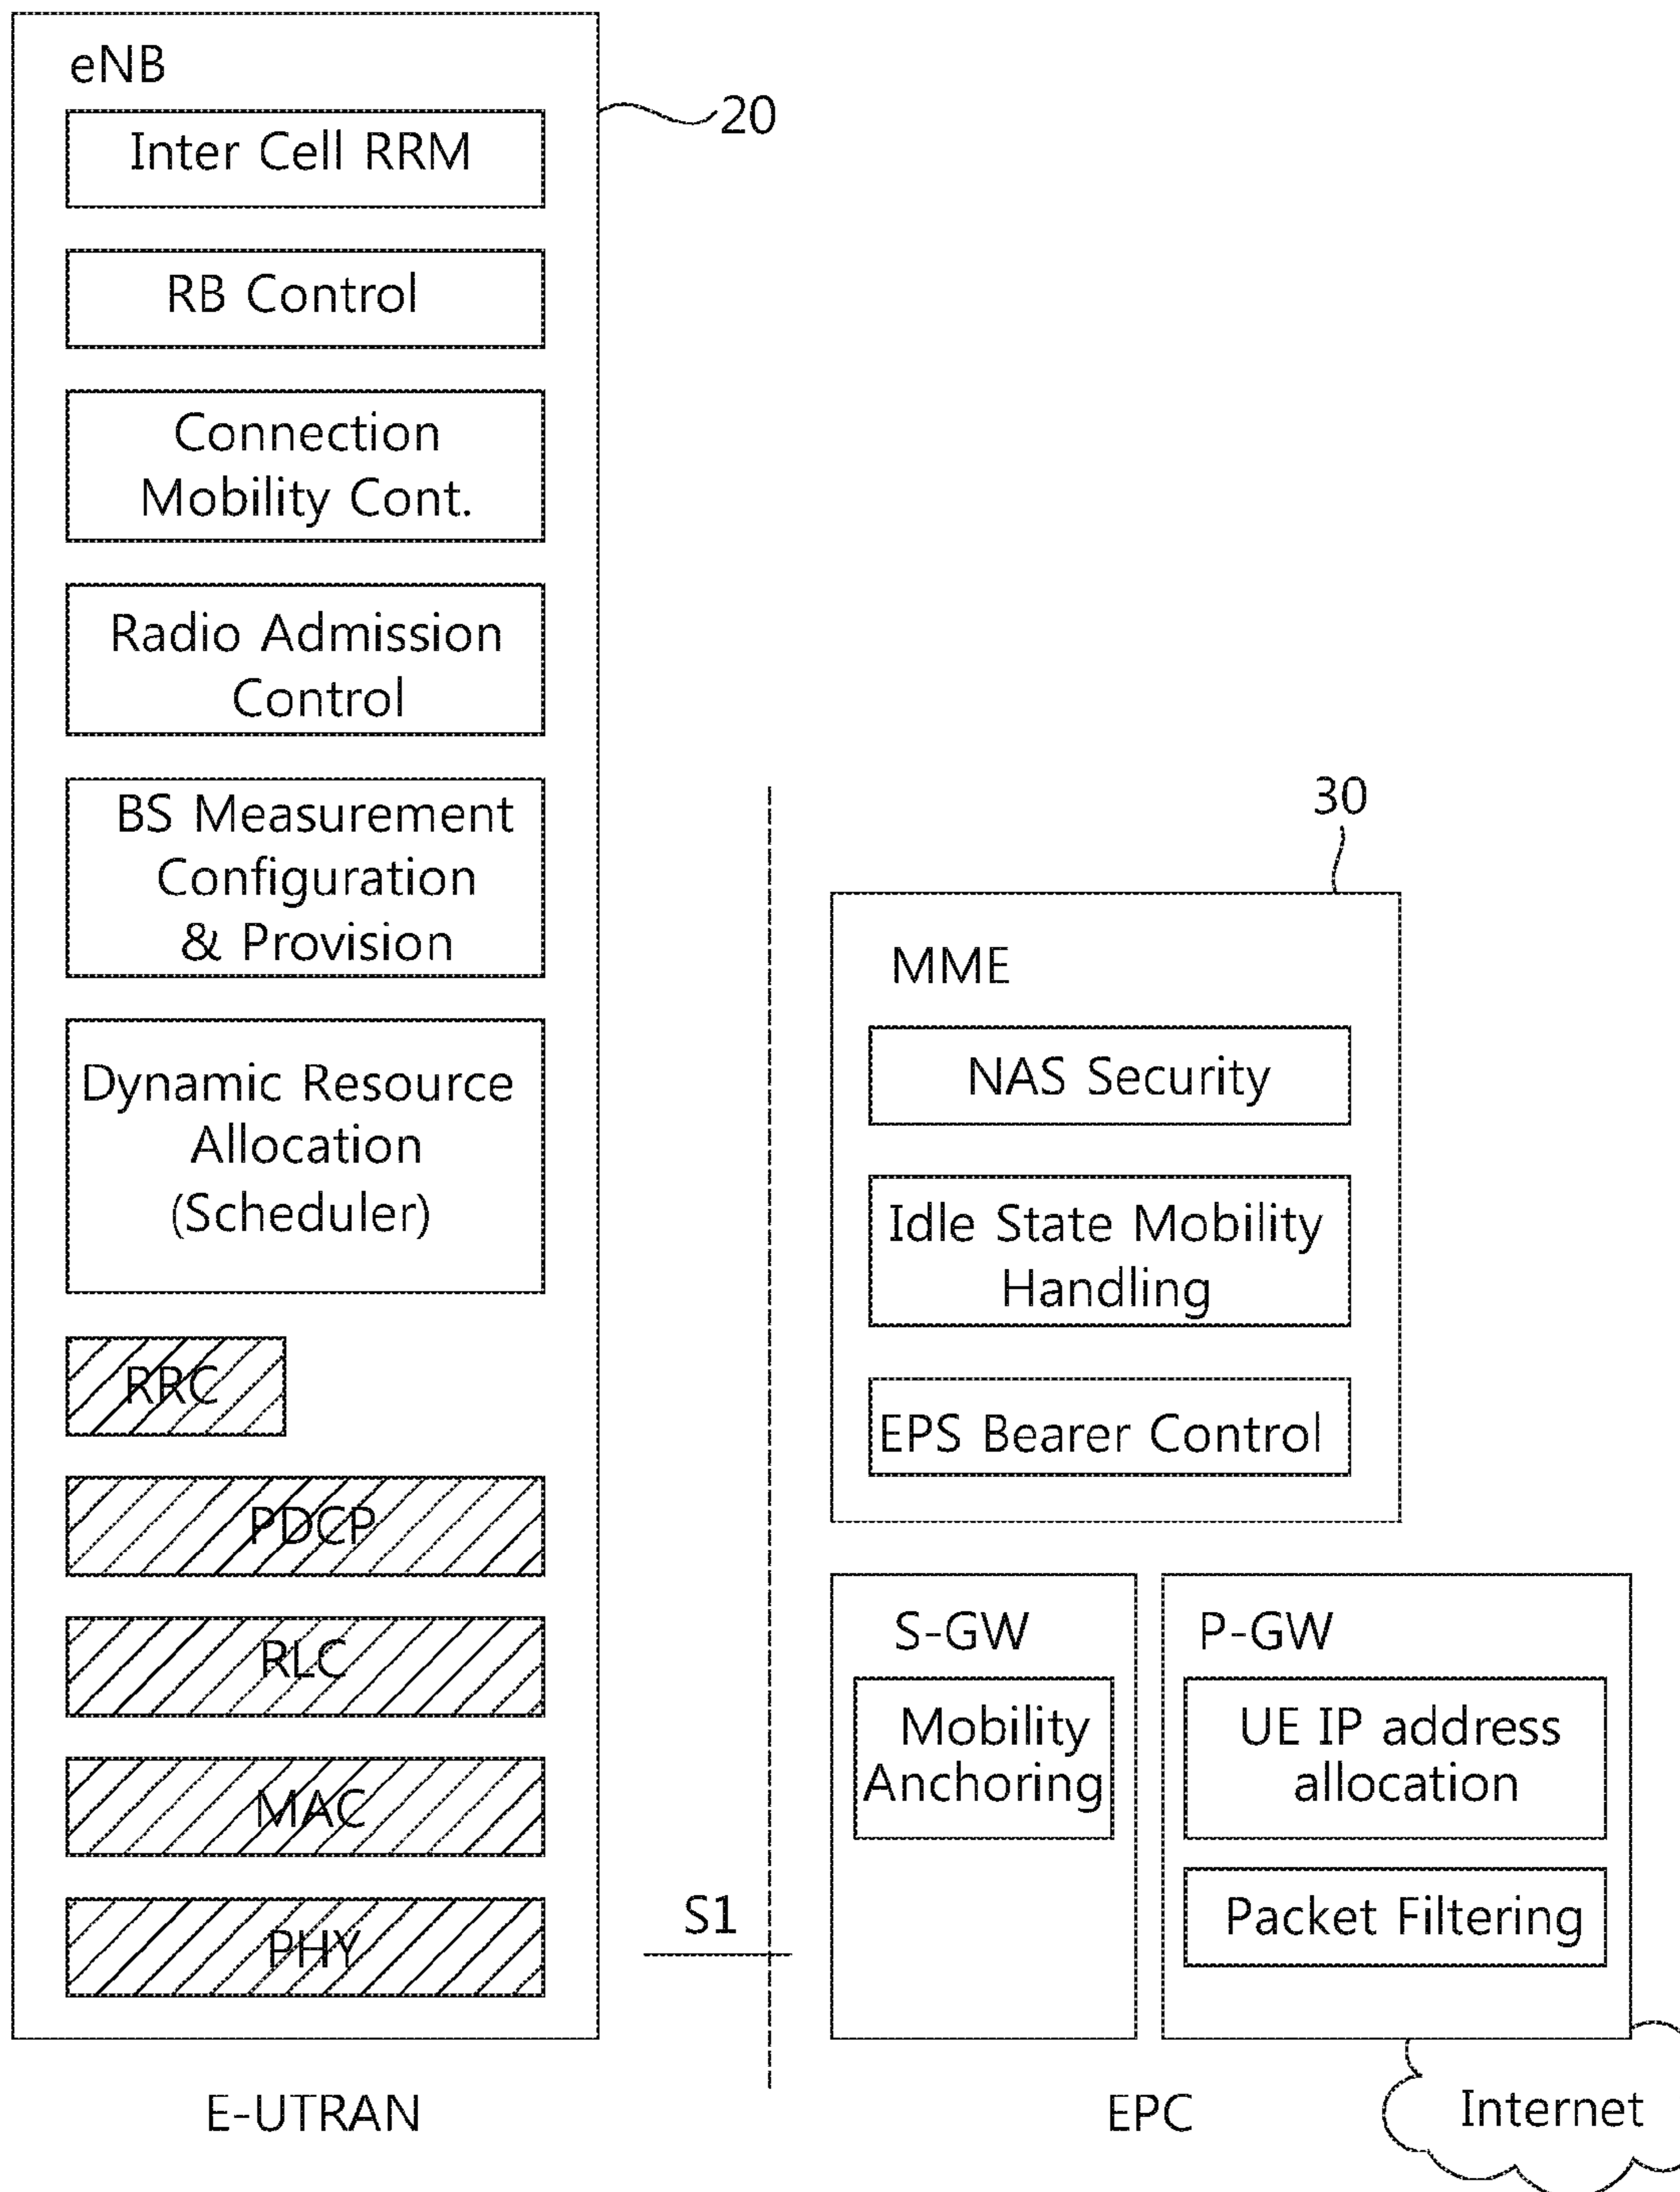 eNB
20
Inter Cell RRM
RB Control
Connection
Mobility Cont.
Radio Admission
Control
BS Measurement
Configuration
& Provision
Dynamic Resource
Allocation
(Scheduler)
RRC
PDCP
RLC
MAC
PHY
S1
30
MME
NAS Security
Idle State Mobility
Handling
EPS Bearer Control
S-GW
Mobility
Anchoring
P-GW
UE IP address
allocation
Packet Filtering
E-UTRAN
EPC
Internet